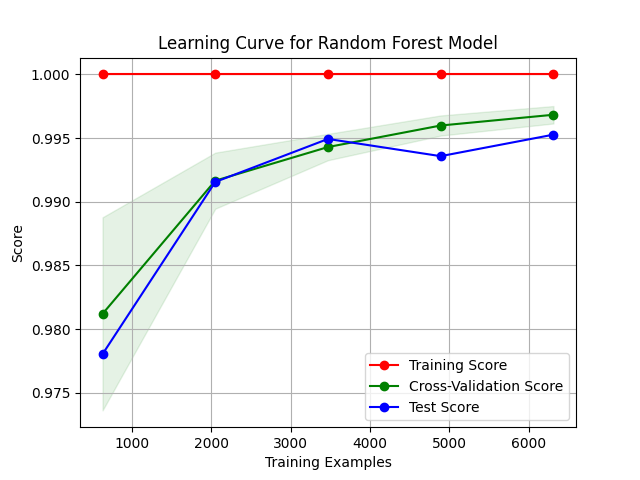 Learning Curve for Random Forest Model
Score
1.000
0.995
0.990
0.985
0.980
0.975
Training Score
Cross-Validation Score
Test Score
1000 2000 3000 4000 5000 6000
Training Examples